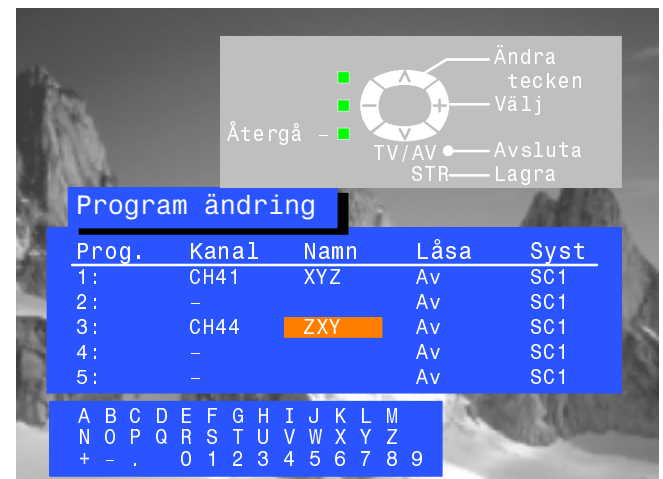 Ändra
tecken
Välj
Återgå –
TV/AV Avsluta
STR Lagra
Program ändring
Prog. Kanal Namn Låsa Syst
1: CH41 XYZ Av SC1
2: – Av SC1
3: CH44 ZXY Av SC1
4: – Av SC1
5: – Av SC1
A B C D E F G H I J K L M
N O P Q R S T U V W X Y Z
+ – . 0 1 2 3 4 5 6 7 8 9